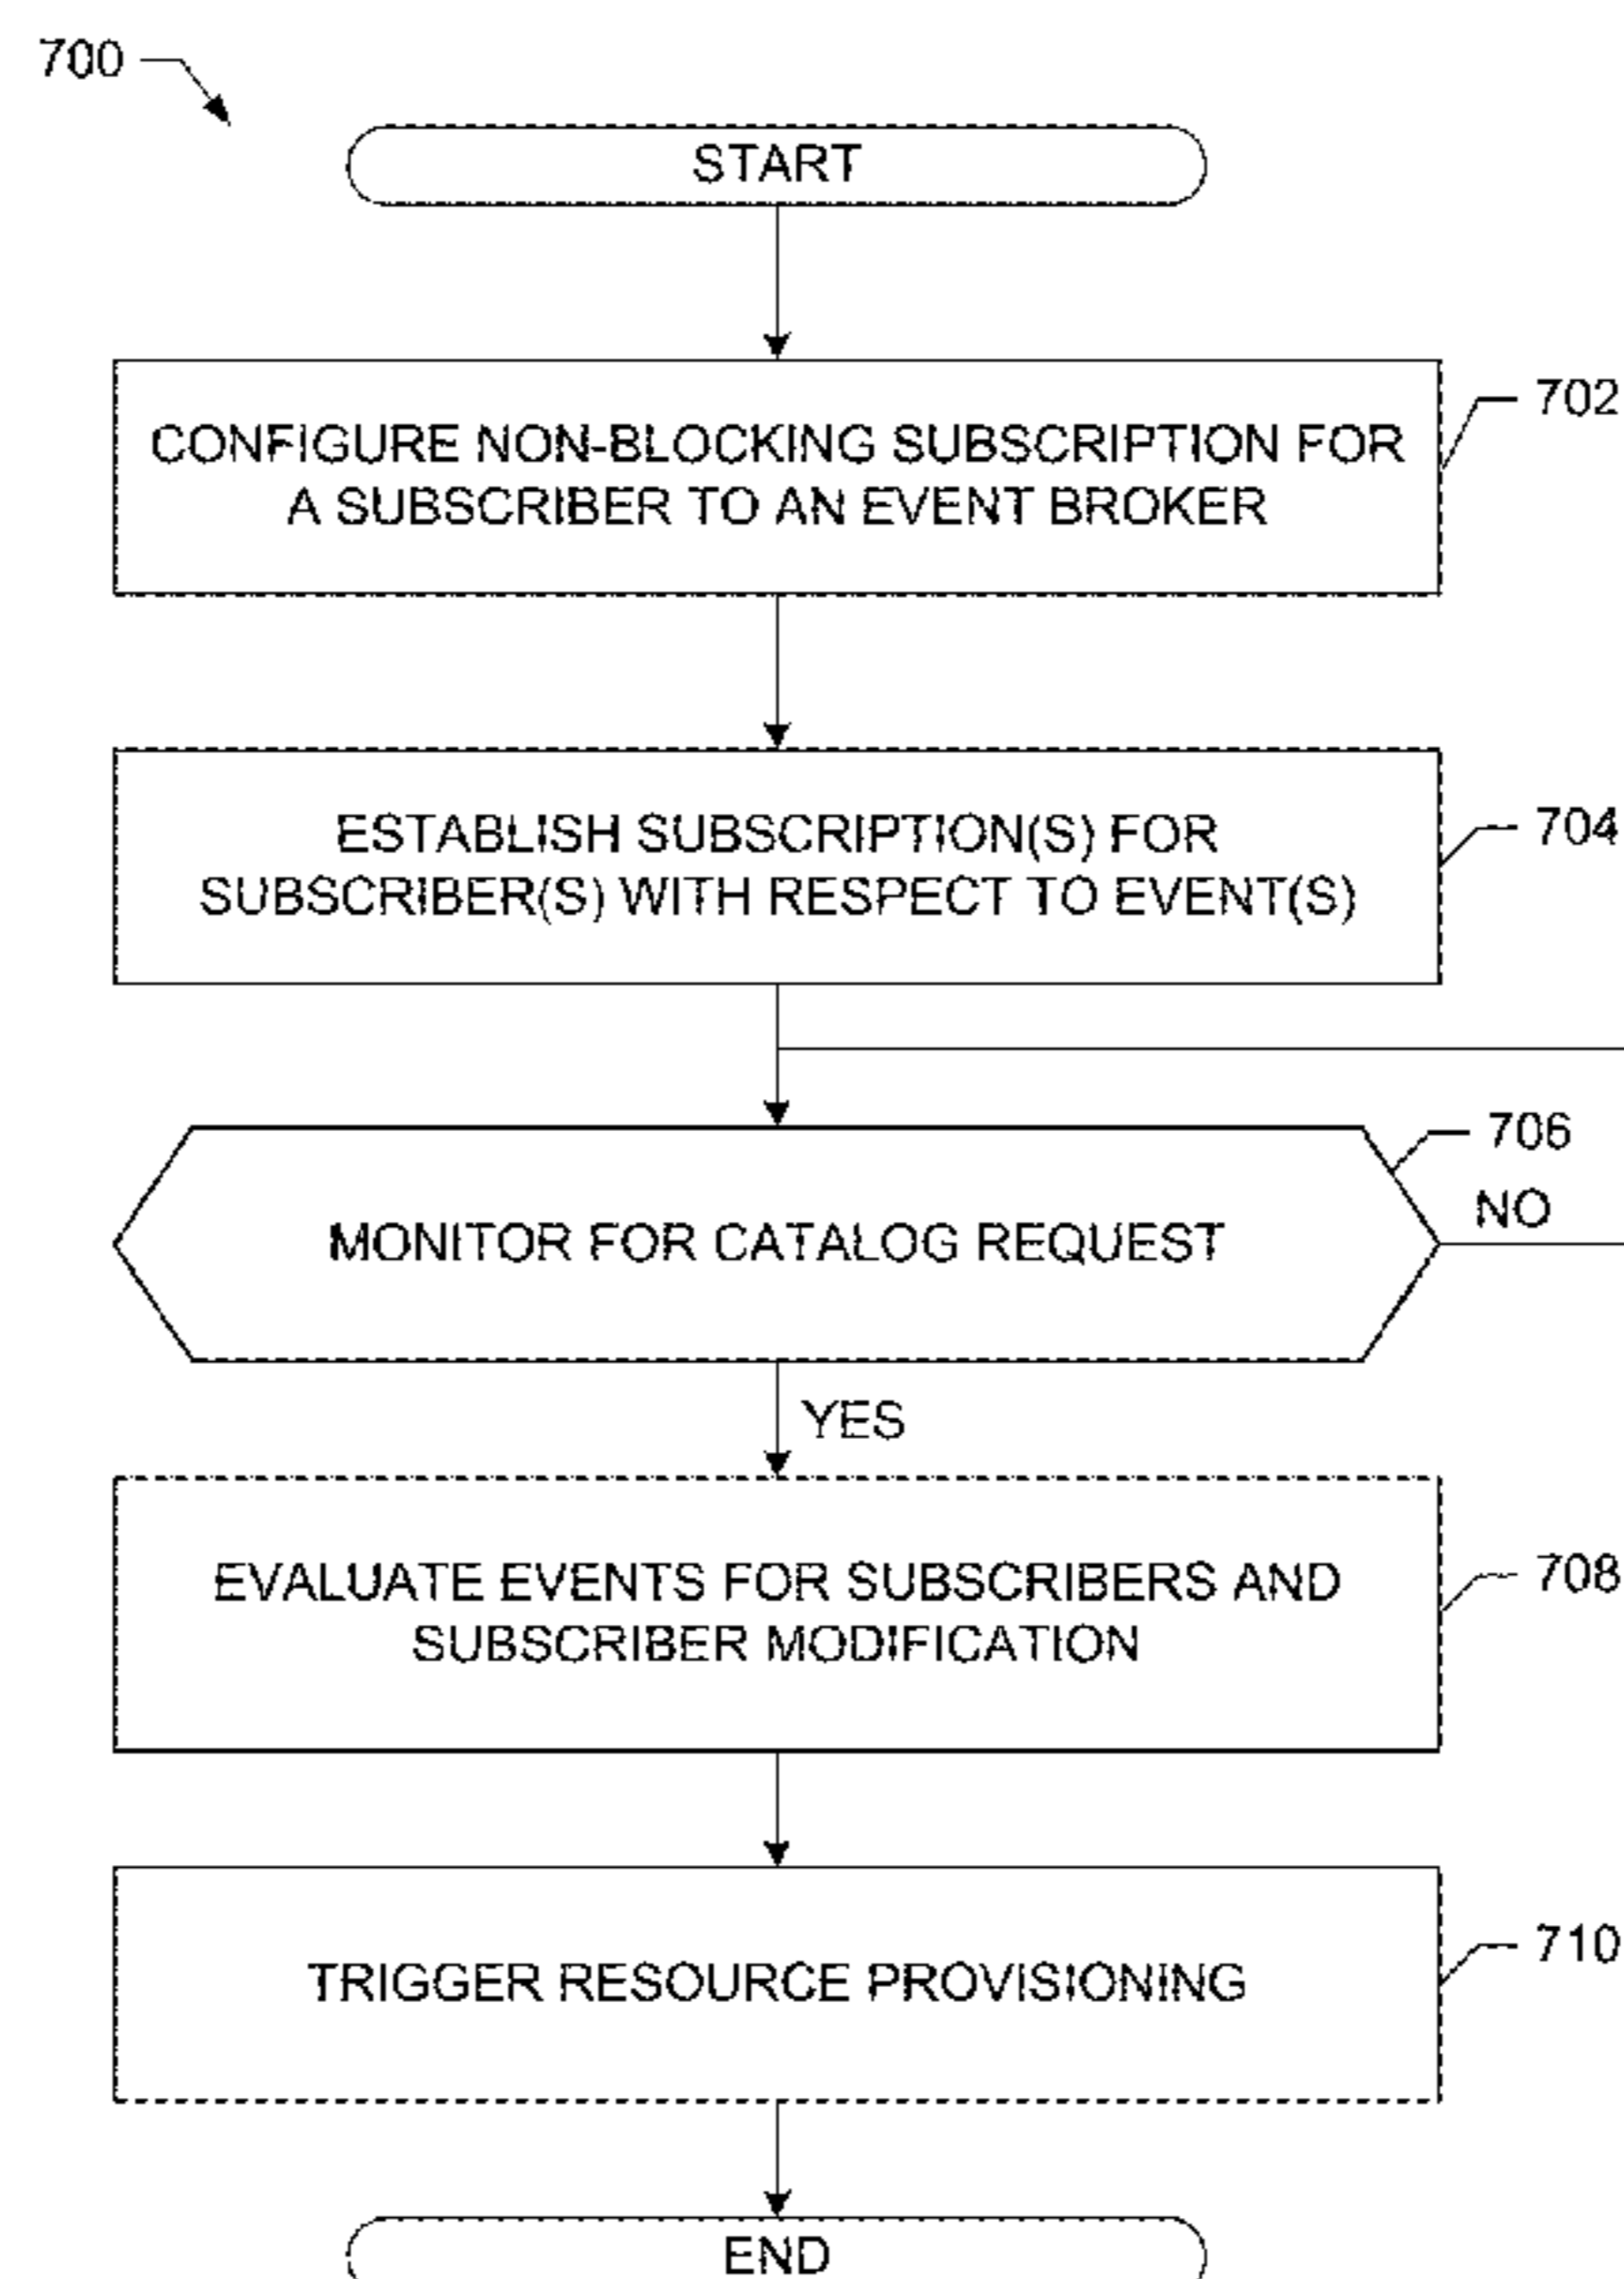 700
START
CONFIGURE NON-BLOCKING SUBSCRIPTION FOR
A SUBSCRIBER TO AN EVENT BROKER
702
ESTABLISH SUBSCRIPTION(S) FOR
SUBSCRIBER(S) WITH RESPECT TO EVENT(S)
704
MONITOR FOR CATALOG REQUEST
706
NO
YES
EVALUATE EVENTS FOR SUBSCRIBERS AND
SUBSCRIBER MODIFICATION
708
TRIGGER RESOURCE PROVISIONING
710
END